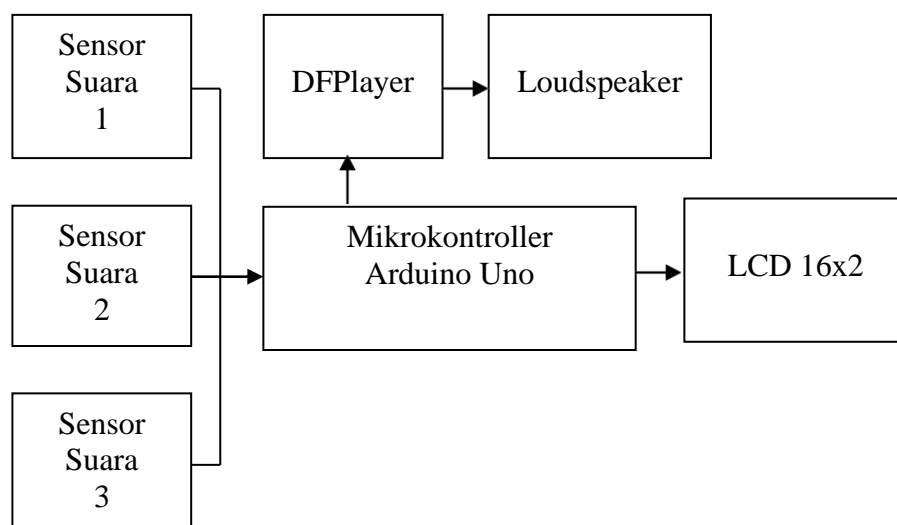 Sensor
Suara
1
DFPlayer
Loudspeaker
Sensor
Suara
2
Mikrokontroller
Arduino Uno
LCD 16x2
Sensor
Suara
3